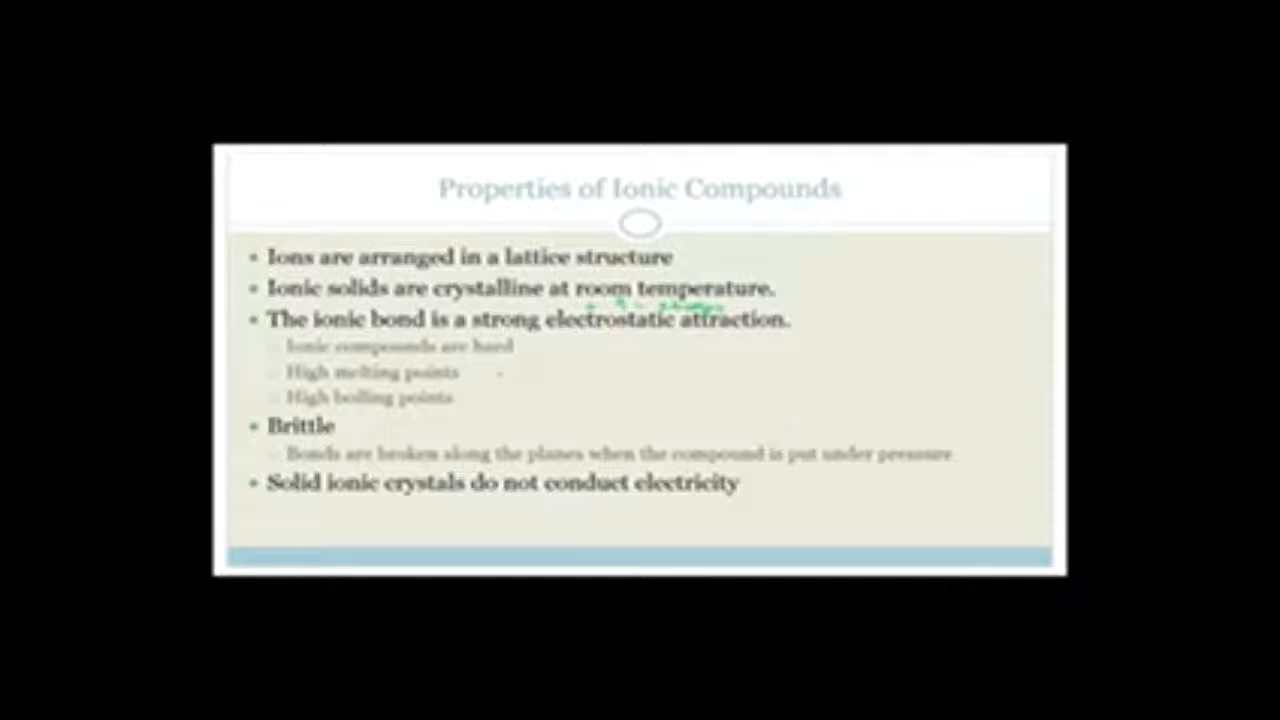 Properties of Ionic Compounds
• Ions are arranged in a lattice structure
• Ionic solids are crystalline at room temperature.
• The ionic bond is a strong electrostatic attraction.
Ionic compounds are hard
High melting points
High boiling points
• Brittle
Bonds are broken along the planes when the compound is put under pressure
• Solid ionic crystals do not conduct electricity